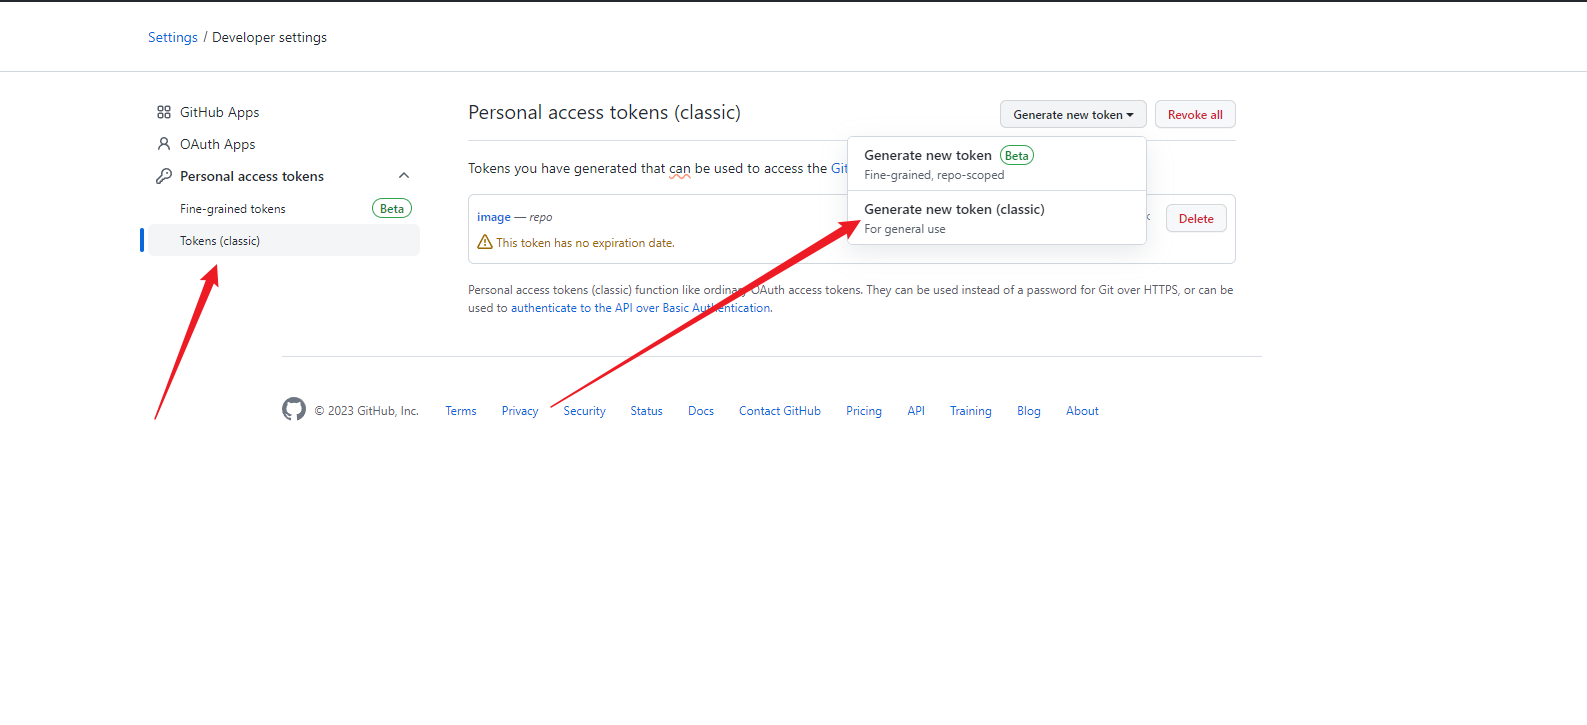 Settings / Developer settings
GitHub Apps
OAuth Apps
Personal access tokens
Fine-grained tokens Beta
Tokens (classic)
Personal access tokens (classic)
Generate new token
Revoke all
Generate new token Beta
Fine-grained, repo-scoped
Generate new token (classic)
For general use
Tokens you have generated that can be used to access the Git
image — repo
Delete
This token has no expiration date.
Personal access tokens (classic) function like ordinary OAuth access tokens. They can be used instead of a password for Git over HTTPS, or can be
used to authenticate to the API over Basic Authentication.
© 2023 GitHub, Inc. Terms Privacy Security Status Docs Contact GitHub Pricing API Training Blog About